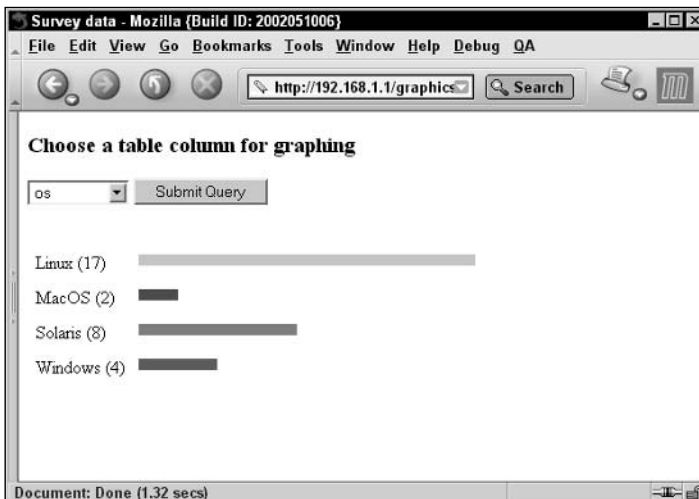 Survey data - Mozilla {Build ID: 2002051006}
File Edit View Go Bookmarks Tools Window Help Debug QA
http://192.168.1.1/graphics Search
Choose a table column for graphing
os Submit Query
Linux (17)
MacOS (2)
Solaris (8)
Windows (4)
Document: Done (1.32 secs)